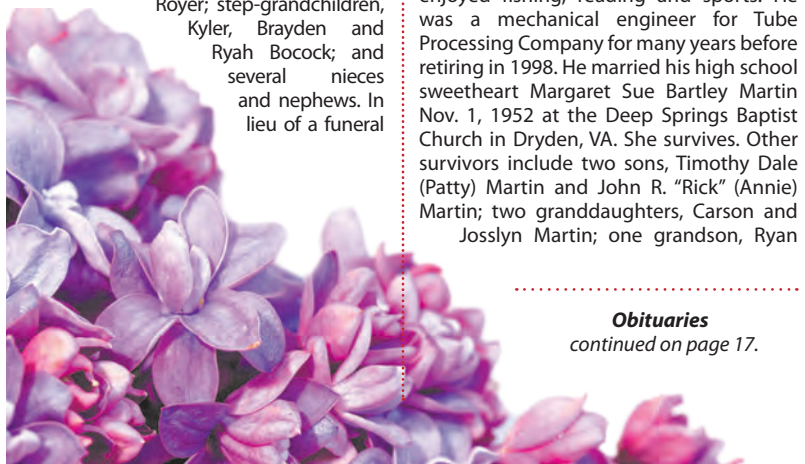 Royer; step-grandchildren,
Kyler, Brayden and
Ryah Bocock; and
several nieces
and nephews. In
lieu of a funeral
enjoyed fishing, reading and sports. He
was a mechanical engineer for Tube
Processing Company for many years before
retiring in 1998. He married his high school
sweetheart Margaret Sue Bartley Martin
Nov. 1, 1952 at the Deep Springs Baptist
Church in Dryden, VA. She survives. Other
survivors include two sons, Timothy Dale
(Patty) Martin and John R. “Rick” (Annie)
Martin; two granddaughters, Carson and
Josslyn Martin; one grandson, Ryan
Obituaries
continued on page 17.